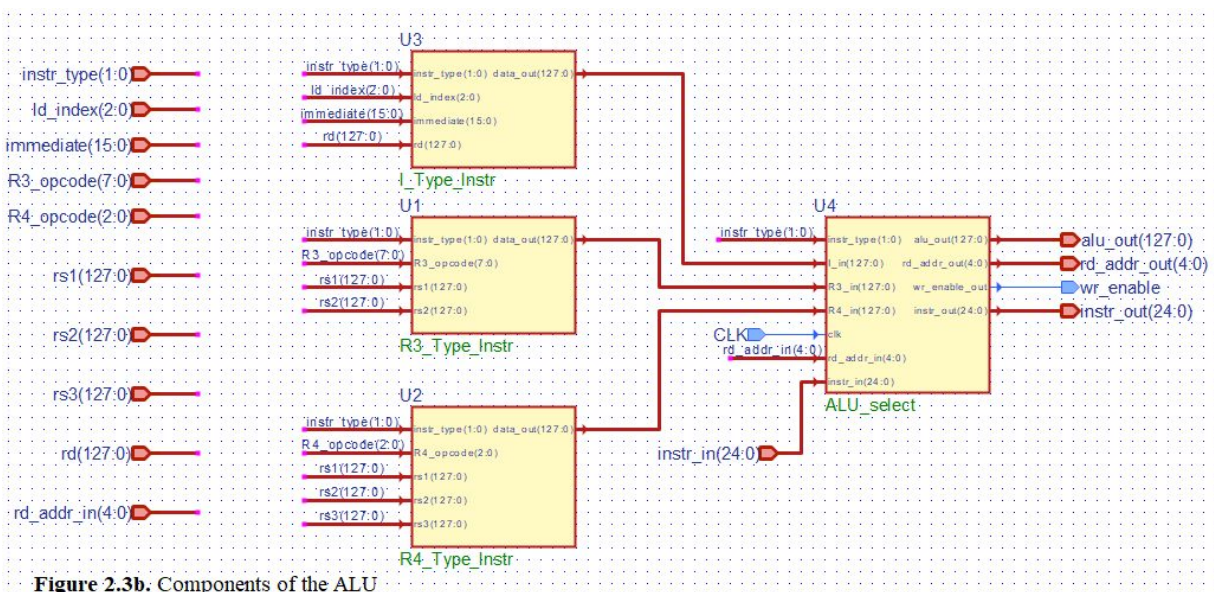 instr_type(1:0)
ld_index(2:0)
immediate(15:0)
R3_opcode(7:0)
R4_opcode(2:0)
rs1(127:0)
rs2(127:0)
rs3(127:0)
rd(127:0)
rd_addr_in(4:0)
U3
instr_type(1:0)
ld_index(2:0)
immediate(15:0)
rd(127:0)
instr_type(1:0) data_out(127:0)
ld_index(2:0)
immediate(15:0)
rd(127:0)
I_Type_Instr
U1
instr_type(1:0)
R3_opcode(7:0)
rs1(127:0)
rs2(127:0)
instr_type(1:0) data_out(127:0)
R3_opcode(7:0)
rs1(127:0)
rs2(127:0)
R3_Type_Instr
U2
instr_type(1:0)
R4_opcode(2:0)
rs1(127:0)
rs2(127:0)
rs3(127:0)
instr_type(1:0) data_out(127:0)
R4_opcode(2:0)
rs1(127:0)
rs2(127:0)
rs3(127:0)
R4_Type_Instr
U4
instr_type(1:0)
CLK
rd_addr_in(4:0)
instr_in(24:0)
instr_type(1:0) alu_out(127:0)
I_in(127:0) rd_addr_out(4:0)
R3_in(127:0) wr_enable_out
R4_in(127:0) instr_out(24:0)
clk
rd_addr_in(4:0)
instr_in(24:0)
ALU_select
alu_out(127:0)
rd_addr_out(4:0)
wr_enable
instr_out(24:0)
Figure 2.3b. Components of the ALU